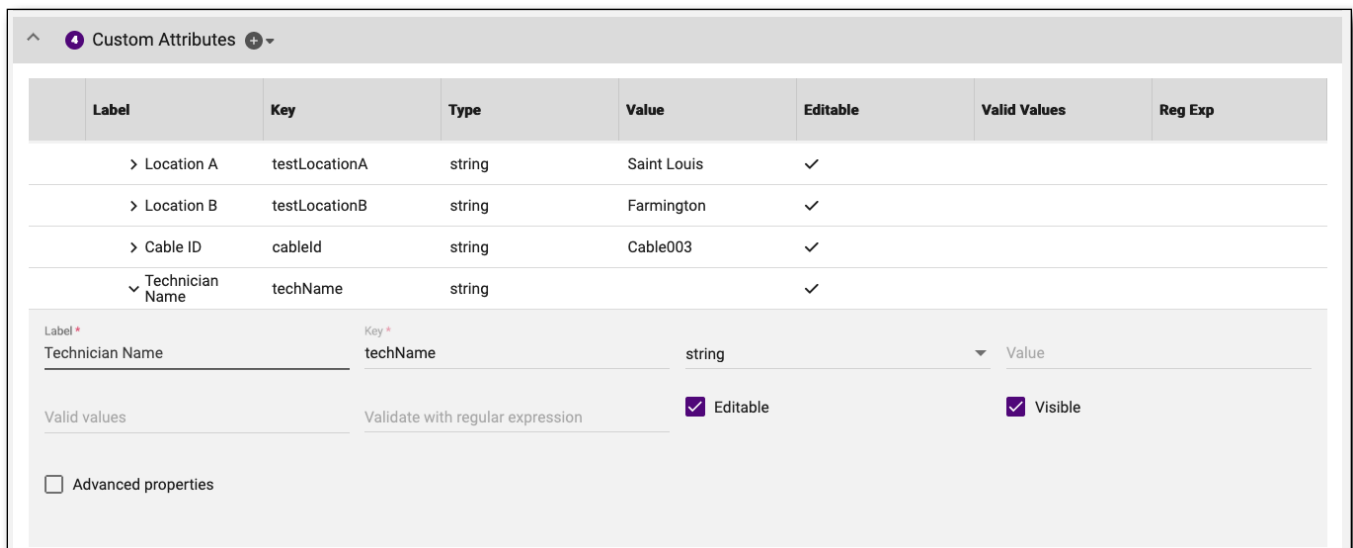 4 Custom Attributes
Label Key Type Value Editable Valid Values Reg Exp
Location A testLocationA string Saint Louis
Location B testLocationB string Farmington
Cable ID cableId string Cable003
Technician
Name techName string
Label * Key *
Technician Name techName string Value
Valid values Validate with regular expression Editable Visible
Advanced properties